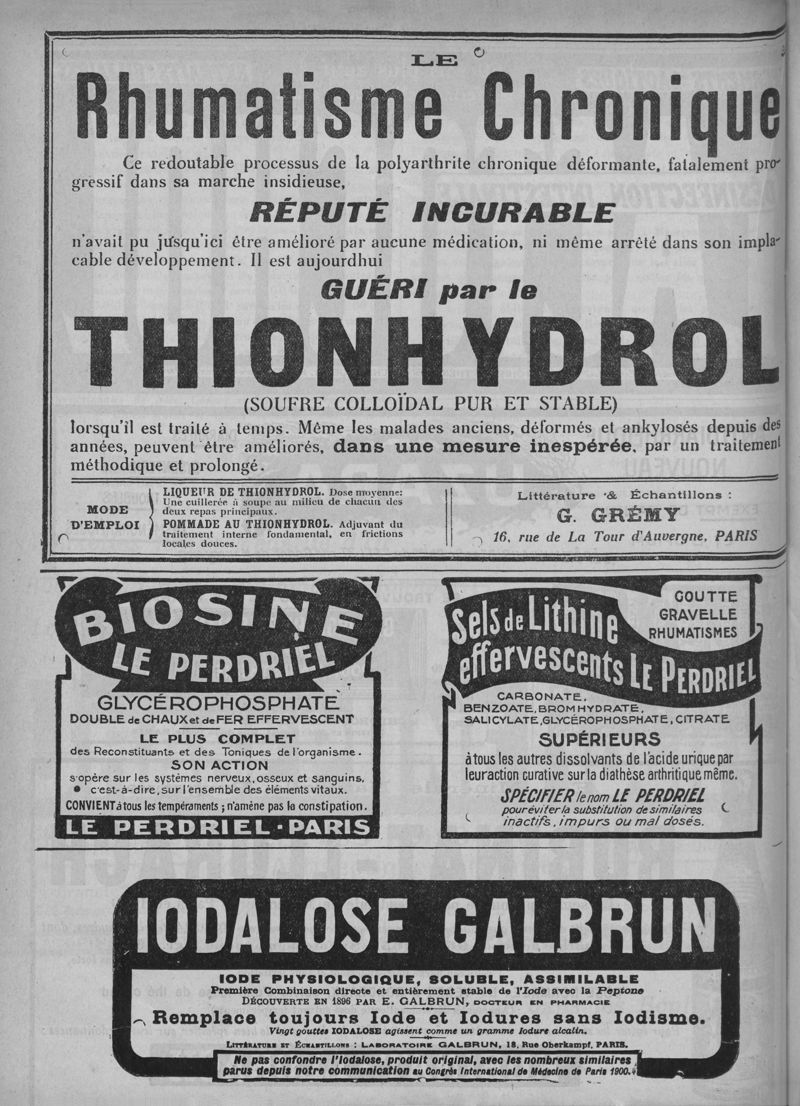 LE
Rhumatisme Chronique
Ce redoutable processus de la polyarthrite chronique déformante, fatalement pro-
gressif dans sa marche insidieuse,
RÉPUTÉ INCURABLE
n'avait pu jusqu'ici être amélioré par aucune médication, ni même arrêté dans son impla-
cable développement. Il est aujourdhui
GUÉRI par le
THIONHYDROL
(SOUFRE COLLOÏDAL PUR ET STABLE)
lorsqu'il est traité à temps. Même les malades anciens, déformés et ankylosés depuis des
années, peuvent être améliorés, dans une mesure inespérée, par un traitement
méthodique et prolongé.
MODE
D'EMPLOI
LIQUEUR DE THIONHYDROL. Dose moyenne:
Une cuillerée à soupe au milieu de chacun des
deux repas principaux.
POMMADE AU THIONHYDROL. Adjuvant du
traitement interne fondamental, en frictions
locales douces.
Littérature & Échantillons :
G. GRÉMY
16, rue de La Tour d'Auvergne, PARIS
BIOSINE
LE PERDRIEL
GLYCÉROPHOSPHATE
DOUBLE de CHAUX et de FER EFFERVESCENT
LE PLUS COMPLET
des Reconstituants et des Toniques de l'organisme.
SON ACTION
s'opère sur les systèmes nerveux, osseux et sanguins,
c'est-à-dire, sur l'ensemble des éléments vitaux.
CONVIENT à tous les tempéraments ; n'amène pas la constipation.
LE PERDRIEL - PARIS
Sels de Lithine
effervescents LE PERDRIEL
GOUTTE
GRAVELLE
RHUMATISMES
CARBONATE,
BENZOATE, BROMHYDRATE,
SALICYLATE, GLYCÉROPHOSPHATE, CITRATE
SUPÉRIEURS
à tous les autres dissolvants de l'acide urique par
leur action curative sur la diathèse arthritique même.
SPÉCIFIER le nom LE PERDRIEL
pour éviter la substitution de similaires
inactifs, impurs ou mal dosés.
IODALOSE GALBRUN
IODE PHYSIOLOGIQUE, SOLUBLE, ASSIMILABLE
Première Combinaison directe et entièrement stable de l'Iode avec la Peptone
DÉCOUVERTE EN 1896 PAR E. GALBRUN, DOCTEUR EN PHARMACIE
Remplace toujours Iode et Iodures sans Iodisme.
Vingt gouttes IODALOSE agissent comme un gramme Iodure alcalin.
LITTÉRATURE ET ÉCHANTILLONS : LABORATOIRE GALBRUN, 18, Rue Oberkampf, PARIS.
Ne pas confondre l'Iodalose, produit original, avec les nombreux similaires
parus depuis notre communication au Congrès International de Médecine de Paris 1900.